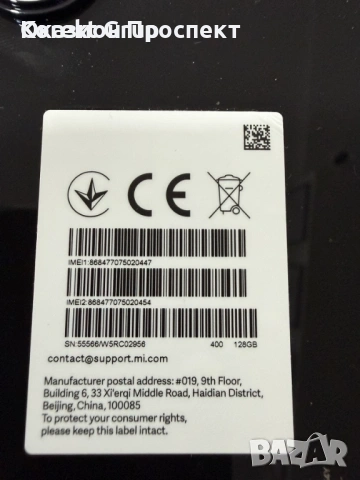 IMEI1:868477075020447
IMEI2:868477075020454
SN:55566/W5RC02956 400 128GB
contact@support.mi.com
Manufacturer postal address: #019, 9th Floor,
Building 6, 33 Xi'erqi Middle Road, Haidian District,
Beijing, China, 100085
To protect your consumer rights,
please keep this label intact.
BAZAR